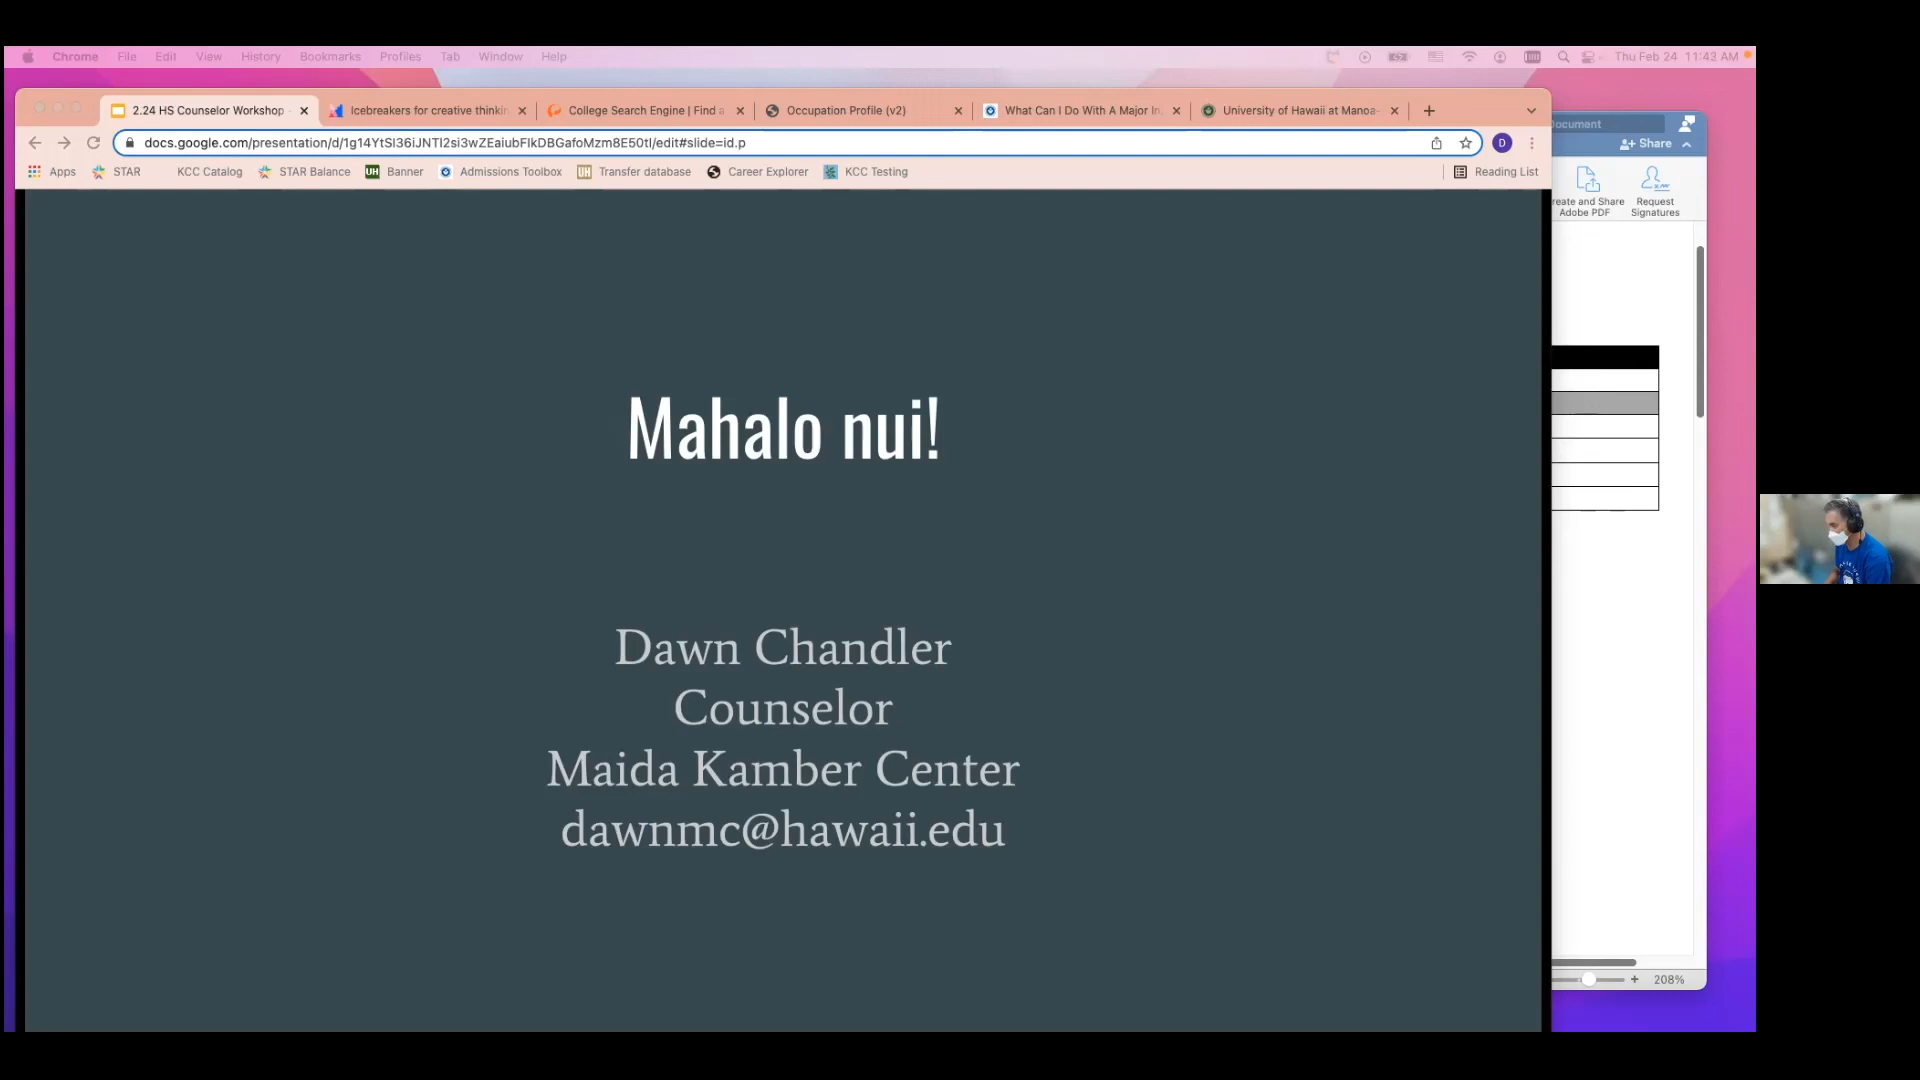 Chrome File Edit View History Bookmarks Profiles Tab Window Help Thu Feb 24 11:43 AM
2.24 HS Counselor Workshop - Icebreakers for creative thinkin College Search Engine | Find a Occupation Profile (v2) What Can I Do With A Major In. University of Hawaii at Manoa-
docs.google.com/presentation/d/1g14YtSl36iJNTl2si3wZEaiubFlkDBGafoMzm8E50tI/edit#slide=id.p D
Apps STAR KCC Catalog STAR Balance UH Banner Admissions Toolbox Transfer database Career Explorer KCC Testing Reading List
ocument
Share
reate and Share
Adobe PDF
Request
Signatures
Mahalo nui!
Dawn Chandler
Counselor
Maida Kamber Center
dawnmc@hawaii.edu
208%